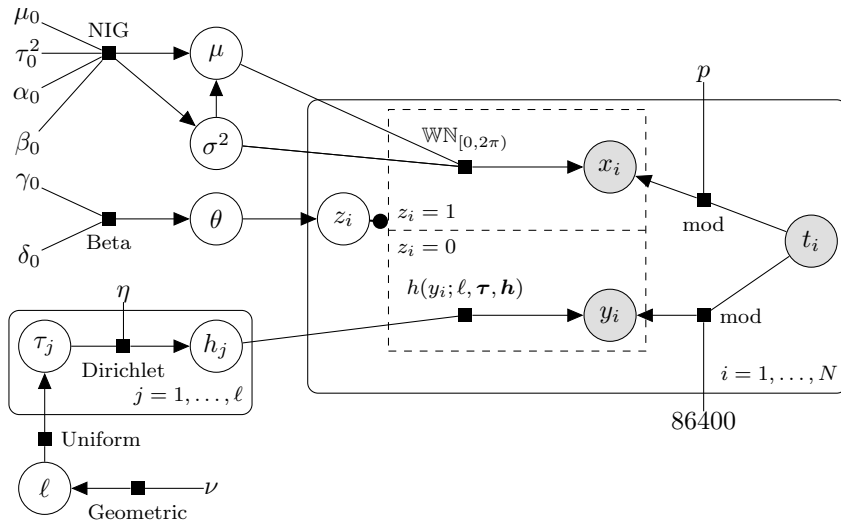 μ₀
NIG
τ₀²
μ
α₀
β₀
σ²
p
𝕎ℕ[0,2π)
xᵢ
γ₀
θ
zᵢ
zᵢ = 1
mod
Beta
zᵢ = 0
tᵢ
δ₀
h(yᵢ; ℓ, τ, h)
η
yᵢ
mod
τⱼ
hⱼ
Dirichlet
j = 1, . . . , ℓ
i = 1, . . . , N
86400
Uniform
ℓ
ν
Geometric